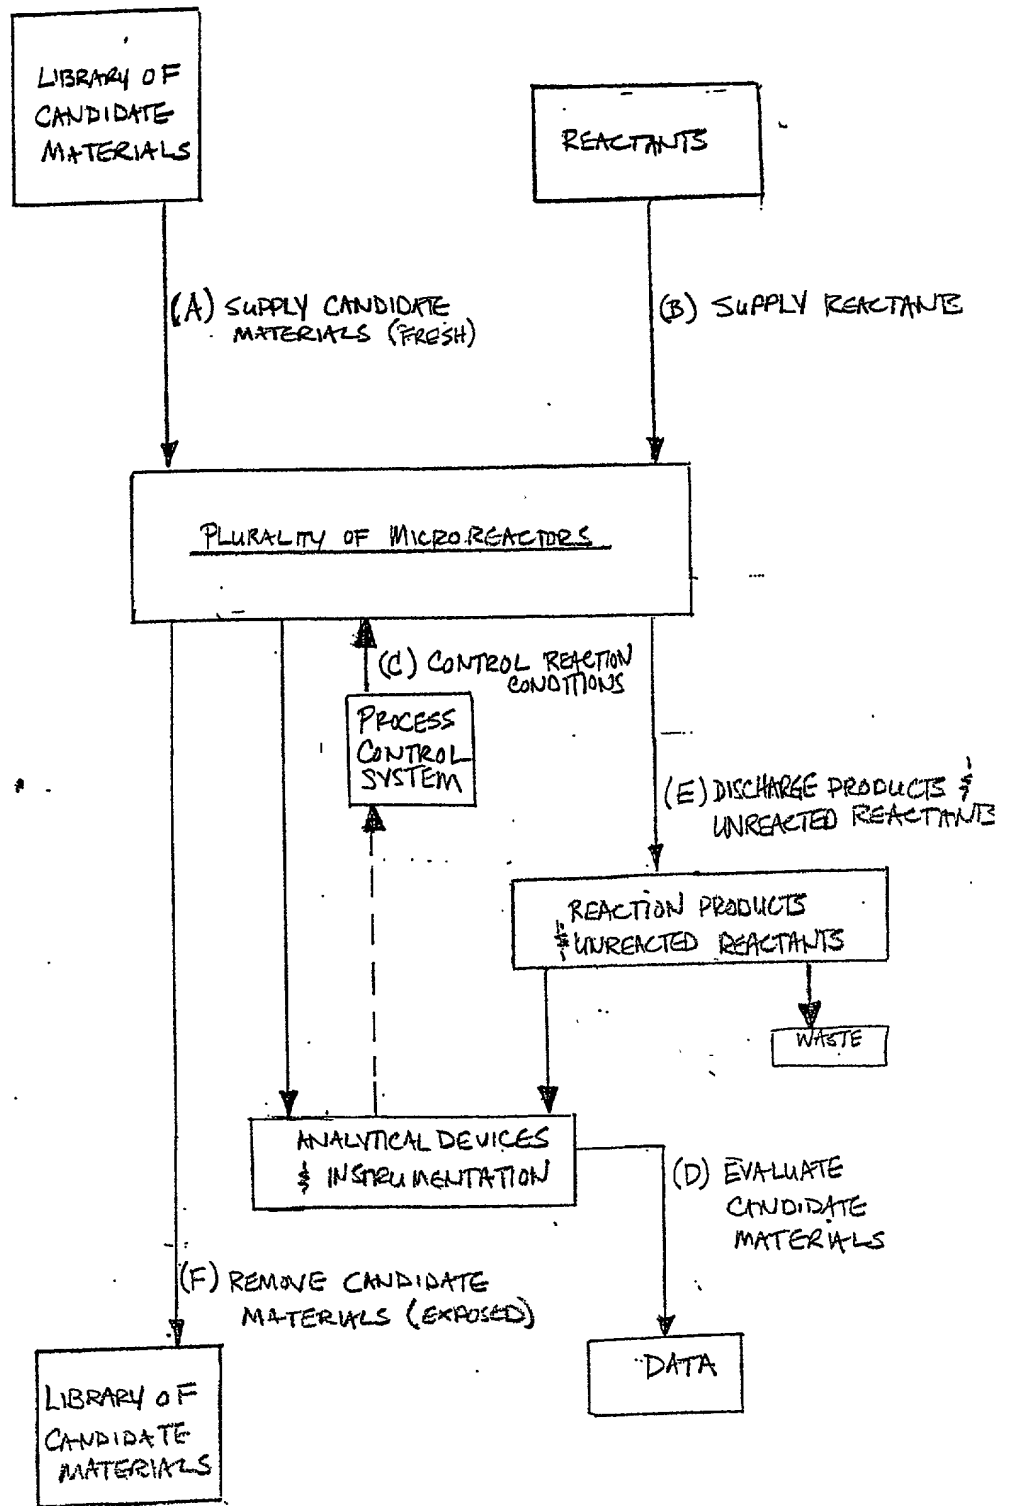 LIBRARY OF
CANDIDATE
MATERIALS
REACTANTS
(A) SUPPLY CANDIDATE
MATERIALS (FRESH)
(B) SUPPLY REACTANTS
PLURALITY OF MICROREACTORS
(C) CONTROL REACTION
CONDITIONS
PROCESS
CONTROL
SYSTEM
(E) DISCHARGE PRODUCTS &
UNREACTED REACTANTS
REACTION PRODUCTS
& UNREACTED REACTANTS
WASTE
ANALYTICAL DEVICES
& INSTRUMENTATION
(D) EVALUATE
CANDIDATE
MATERIALS
(F) REMOVE CANDIDATE
MATERIALS (EXPOSED)
DATA
LIBRARY OF
CANDIDATE
MATERIALS